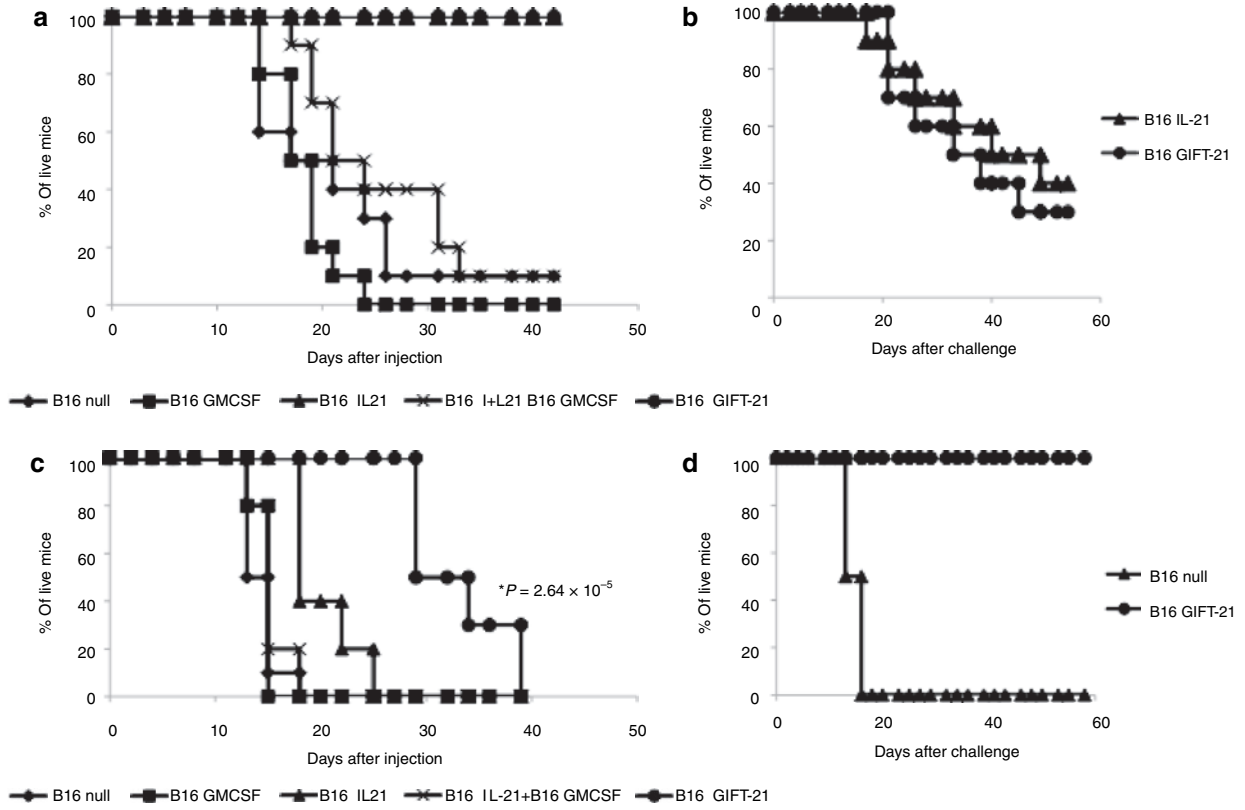 a
100
80
60
40
20
0
% Of live mice
0 10 20 30 40 50
Days after injection
b
100
80
60
40
20
0
% Of live mice
0 20 40 60
Days after challenge
B16 IL-21
B16 GIFT-21
B16 null B16 GMCSF B16 IL21 B16 I+L21 B16 GMCSF B16 GIFT-21
c
100
80
60
40
20
0
% Of live mice
*P = 2.64 × 10⁻⁵
0 10 20 30 40 50
Days after injection
d
100
80
60
40
20
0
% Of live mice
0 20 40 60
Days after challenge
B16 null
B16 GIFT-21
B16 null B16 GMCSF B16 IL21 B16 IL-21+B16 GMCSF B16 GIFT-21